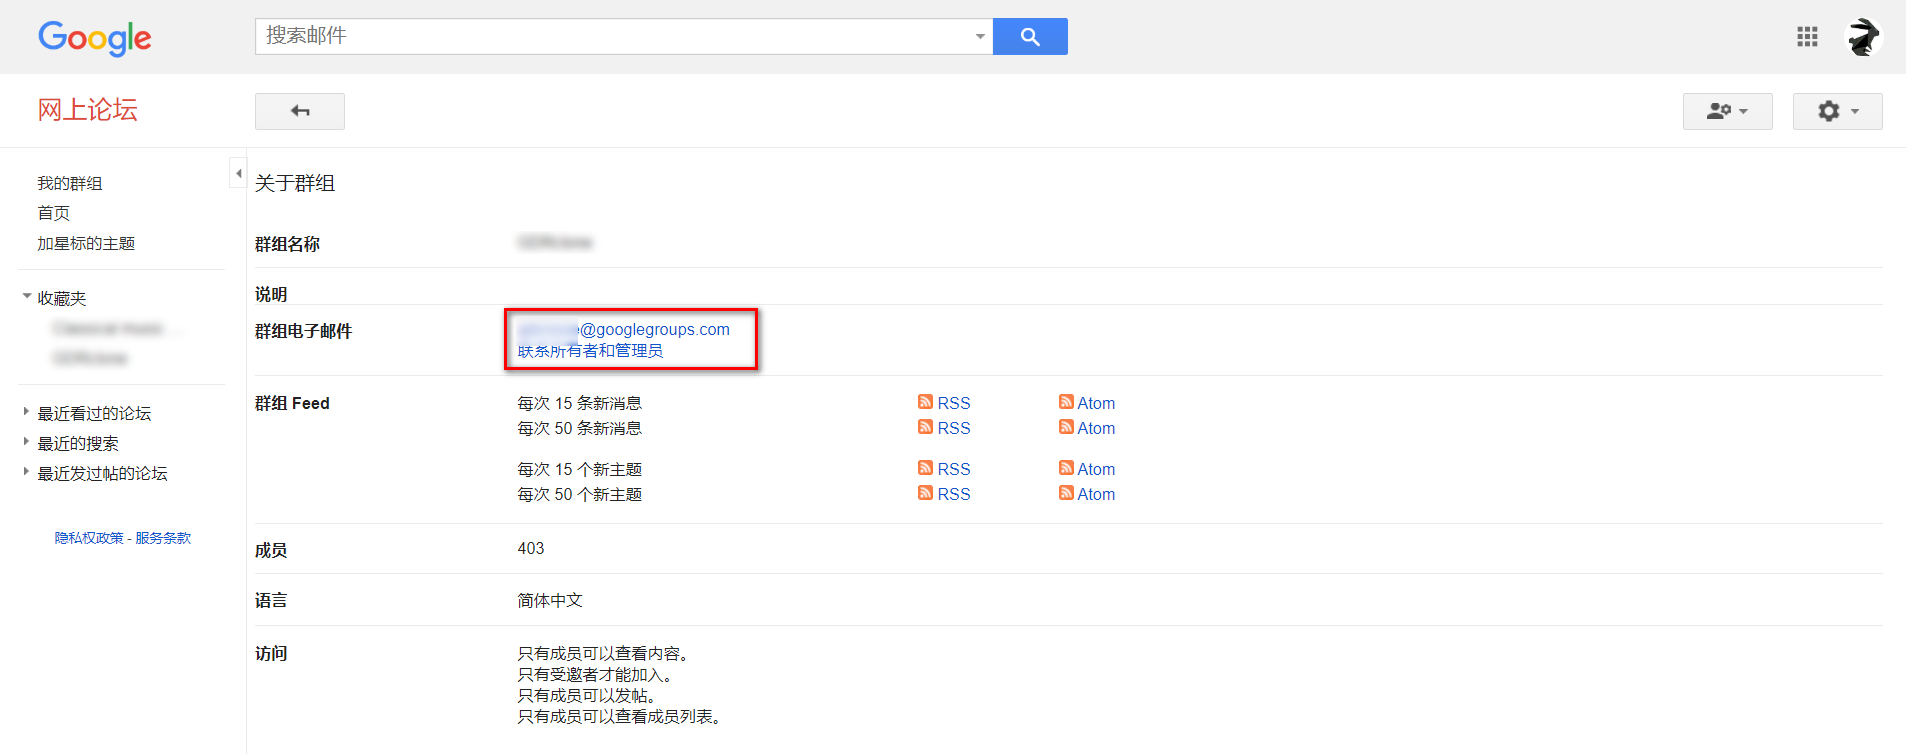 Google
搜索邮件
网上论坛
我的群组
首页
加星标的主题
收藏夹
最近看过的论坛
最近的搜索
最近发过帖的论坛
隐私权政策 - 服务条款
关于群组
群组名称
说明
群组电子邮件
e@googlegroups.com
联系所有者和管理员
群组 Feed
每次 15 条新消息 RSS Atom
每次 50 条新消息 RSS Atom
每次 15 个新主题 RSS Atom
每次 50 个新主题 RSS Atom
成员 403
语言 简体中文
访问 只有成员可以查看内容。
只有受邀者才能加入。
只有成员可以发帖。
只有成员可以查看成员列表。